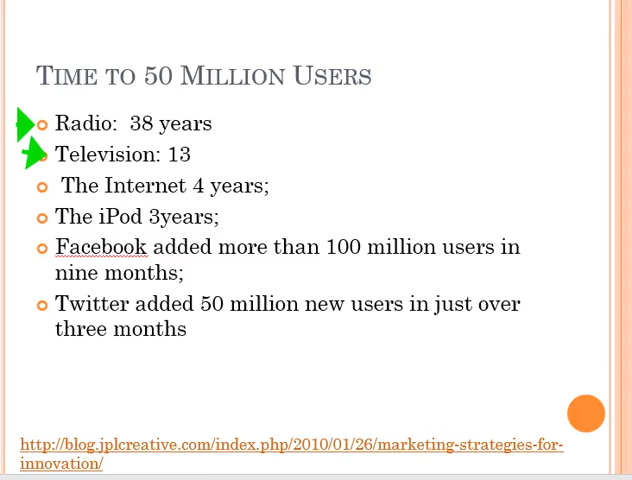 TIME TO 50 MILLION USERS
Radio:  38 years
Television: 13
The Internet 4 years;
The iPod 3years;
Facebook added more than 100 million users in
nine months;
Twitter added 50 million new users in just over
three months
http://blog.jplcreative.com/index.php/2010/01/26/marketing-strategies-for-
innovation/